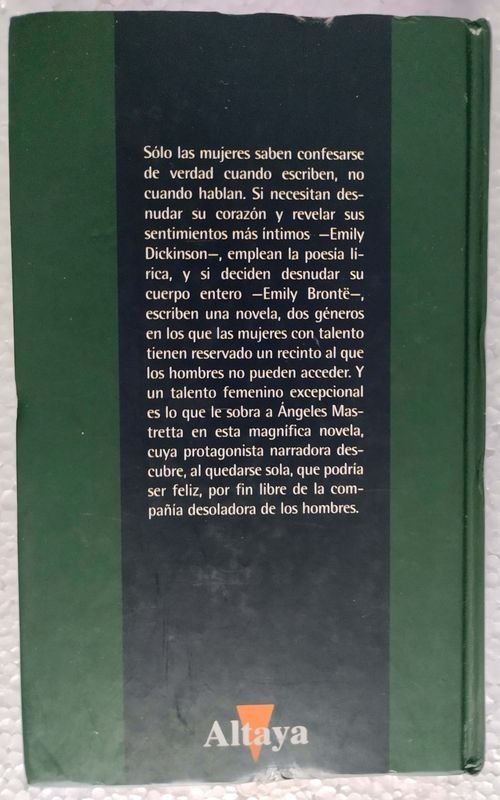 Sólo las mujeres saben confesarse
de verdad cuando escriben, no
cuando hablan. Si necesitan des-
nudar su corazón y revelar sus
sentimientos más íntimos —Emily
Dickinson—, emplean la poesía lí-
rica, y si deciden desnudar su
cuerpo entero —Emily Brontë—,
escriben una novela, dos géneros
en los que las mujeres con talento
tienen reservado un recinto al que
los hombres no pueden acceder. Y
un talento femenino excepcional
es lo que le sobra a Ángeles Mas-
tretta en esta magnífica novela,
cuya protagonista narradora des-
cubre, al quedarse sola, que podría
ser feliz, por fin libre de la com-
pañía desoladora de los hombres.
Altaya